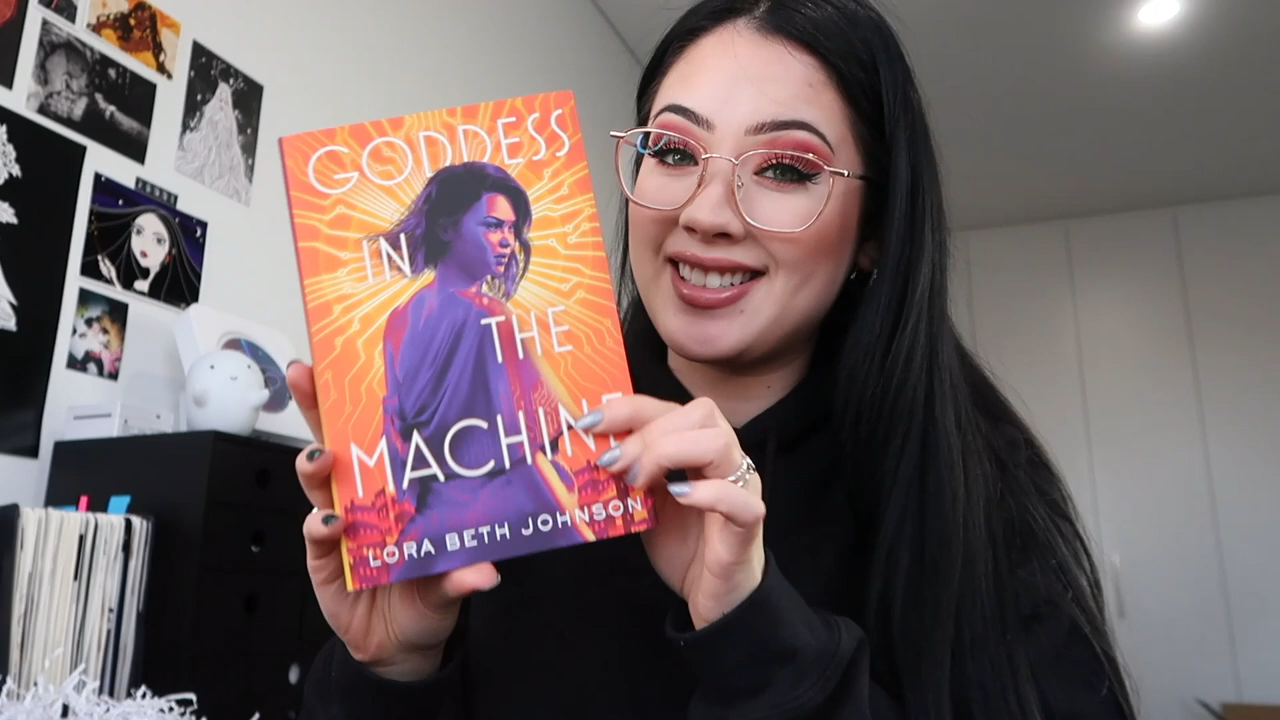 GODDESS
IN
THE
MACHINE
LORA BETH JOHNSON